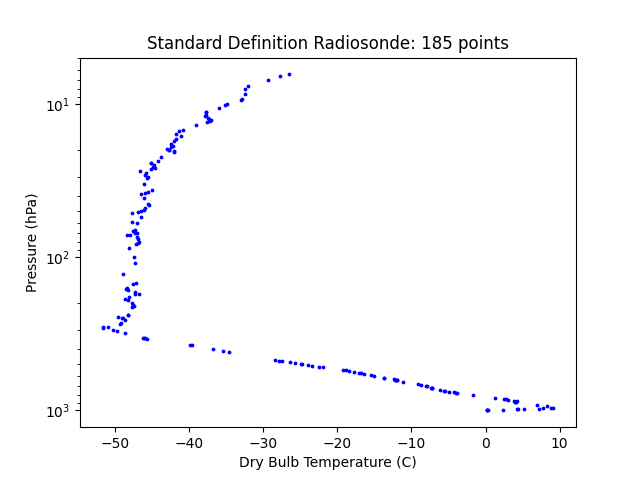 Standard Definition Radiosonde: 185 points
10¹
10²
10³
Pressure (hPa)
−50 −40 −30 −20 −10 0 10
Dry Bulb Temperature (C)